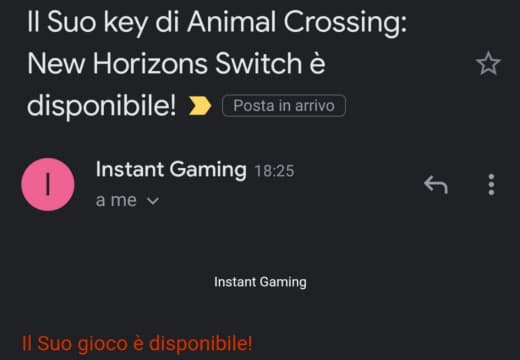 Il Suo key di Animal Crossing:
New Horizons Switch è
disponibile! Posta in arrivo
I
Instant Gaming 18:25
a me
Instant Gaming
Il Suo gioco è disponibile!